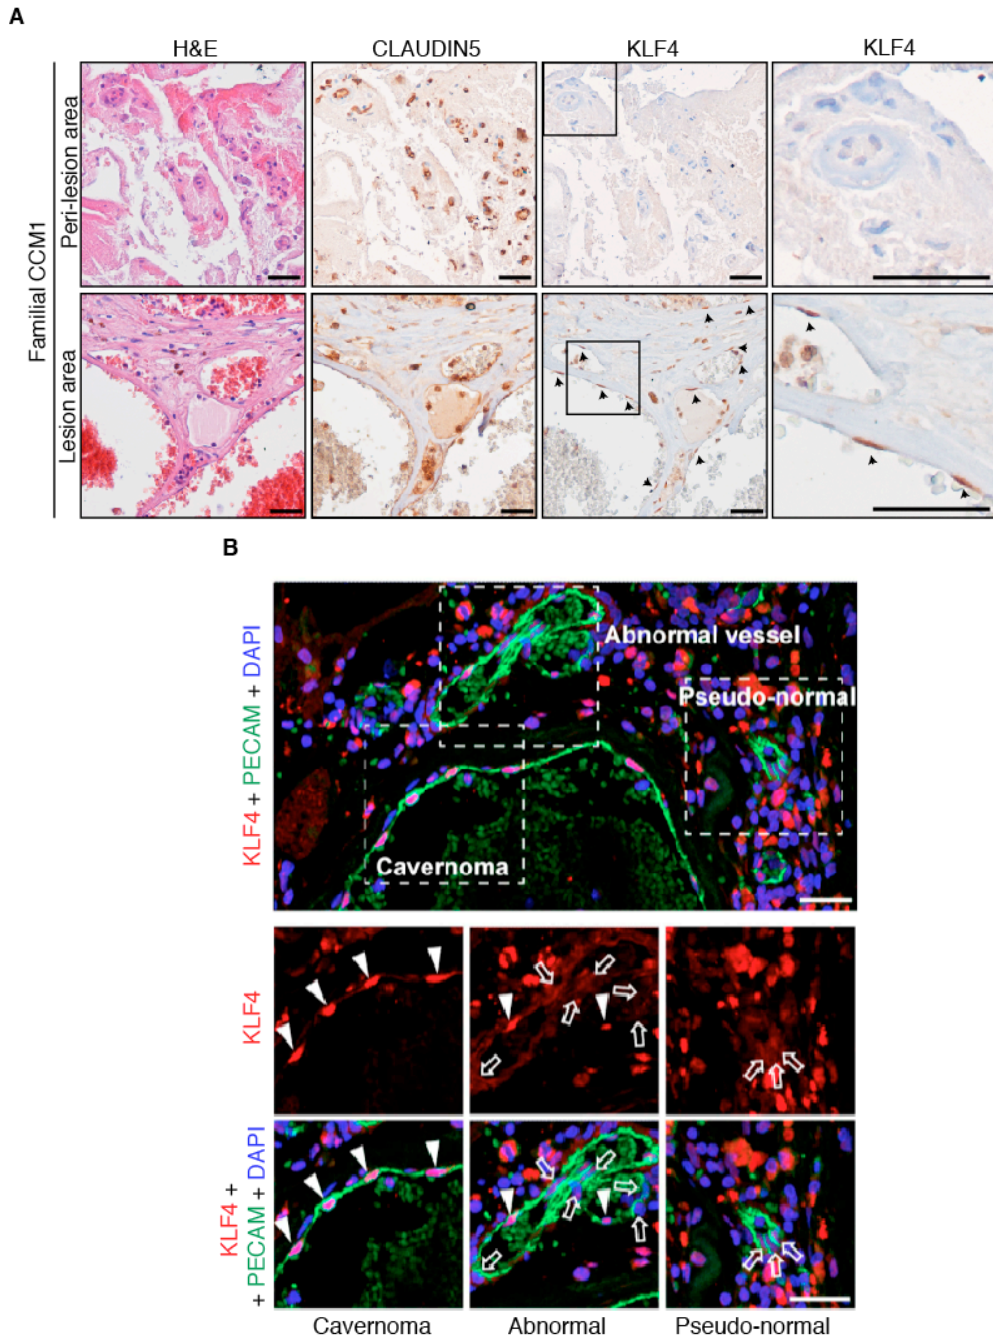 A
H&E
CLAUDIN5
KLF4
KLF4
Familial CCM1
Peri-lesion area
Lesion area
B
KLF4 + PECAM + DAPI
Abnormal vessel
Pseudo-normal
Cavernoma
KLF4
KLF4 +
+ PECAM + DAPI
Cavernoma
Abnormal
Pseudo-normal